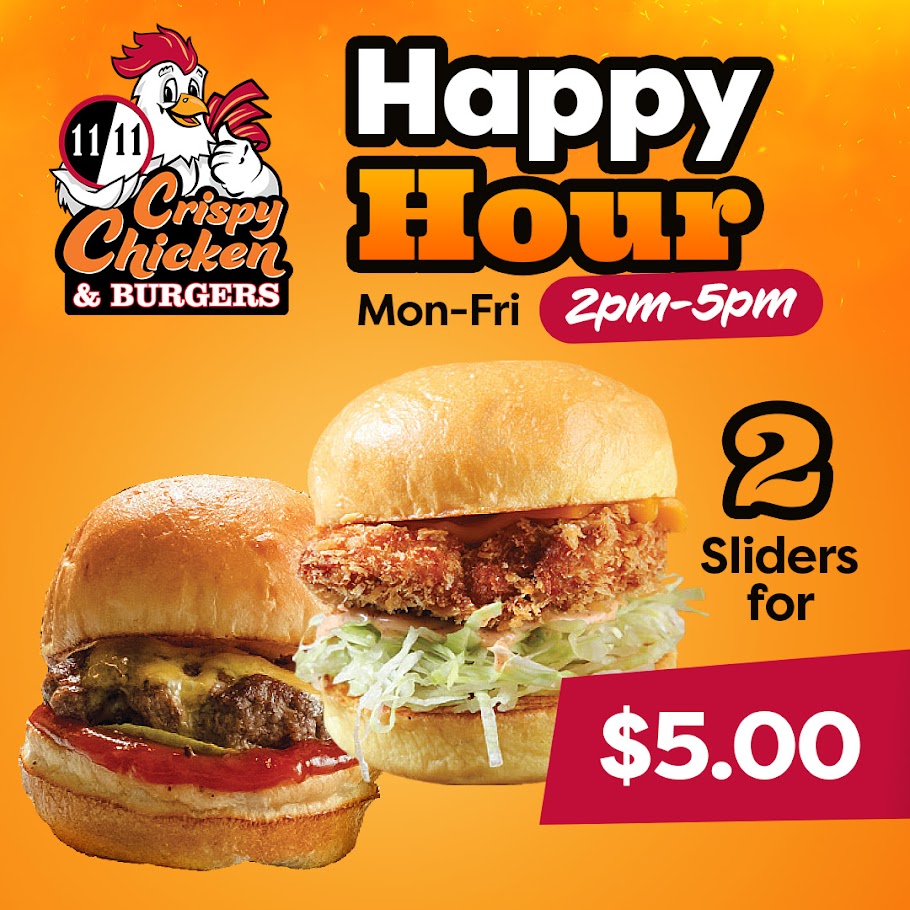 11/11
Crispy
Chicken
& BURGERS
Happy
Hour
Mon-Fri 2pm-5pm
2
Sliders
for
$5.00